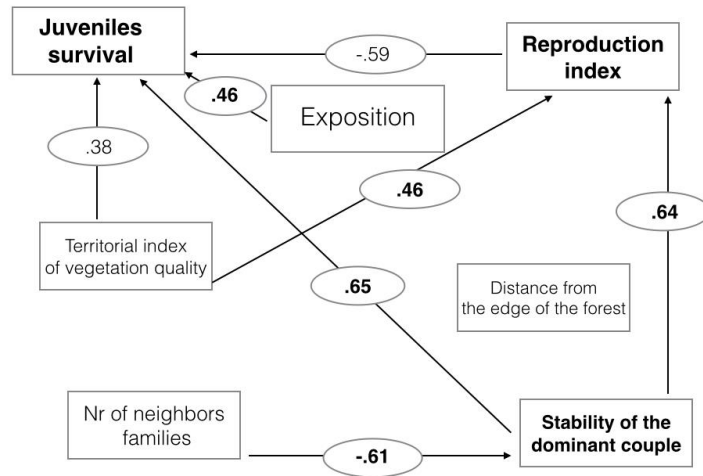 Juveniles
survival
-.59
Reproduction
index
.46
Exposition
.38
.46
.64
Territorial index
of vegetation quality
.65
Distance from
the edge of the forest
Nr of neighbors
families
-.61
Stability of the
dominant couple